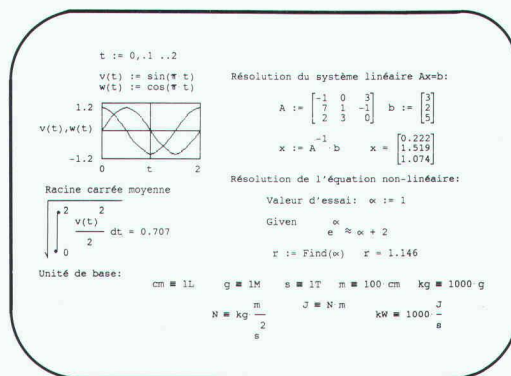 t := 0,.1 ..2
v(t) := sin(π t)
w(t) := cos(π t)
1.2
v(t),w(t)
-1.2
0 t 2
Racine carrée moyenne
√ ∫₀² v(t)²/2 dt = 0.707
Résolution du système linéaire Ax=b:
A := [-1 0 3
7 1 -1
2 3 0] b := [3
2
5]
x := A⁻¹·b x = [0.222
1.519
1.074]
Résolution de l'équation non-linéaire:
Valeur d'essai: α := 1
Given e^α ≈ α + 2
r := Find(α) r = 1.146
Unité de base:
cm ≡ 1L g ≡ 1M s ≡ 1T m ≡ 100·cm kg ≡ 1000·g
N ≡ kg·m/s² J ≡ N·m kW ≡ 1000·J/s